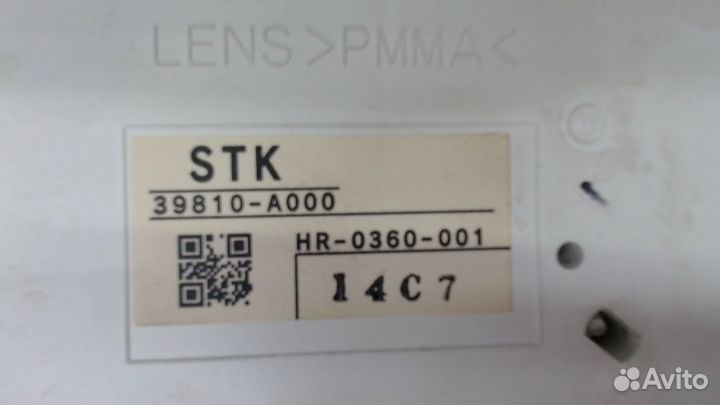 LENS>PMMA<
STK
39810-A000
HR-0360-001
14C7
Avito